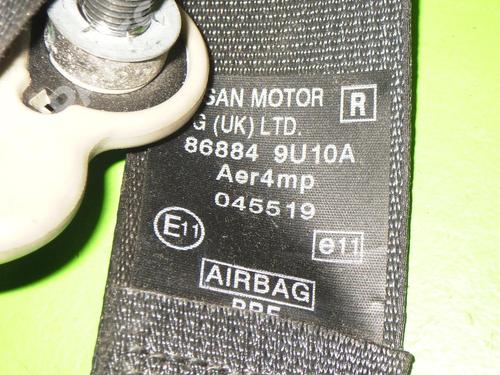 SAN MOTOR R
G (UK) LTD.
86884 9U10A
Aer4mp
045519
E11 e11
AIRBAG